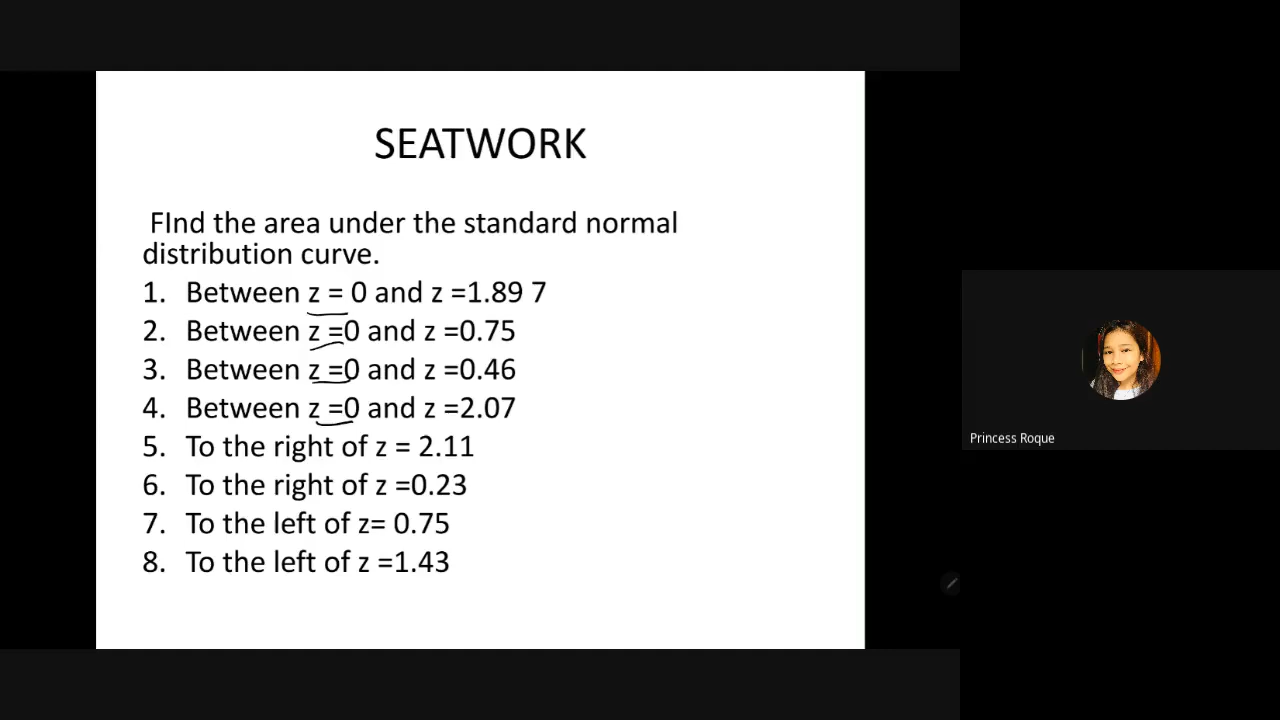 SEATWORK
FInd the area under the standard normal
distribution curve.
1. Between z = 0 and z =1.89 7
2. Between z =0 and z =0.75
3. Between z =0 and z =0.46
4. Between z =0 and z =2.07
5. To the right of z = 2.11
6. To the right of z =0.23
7. To the left of z= 0.75
8. To the left of z =1.43
Princess Roque